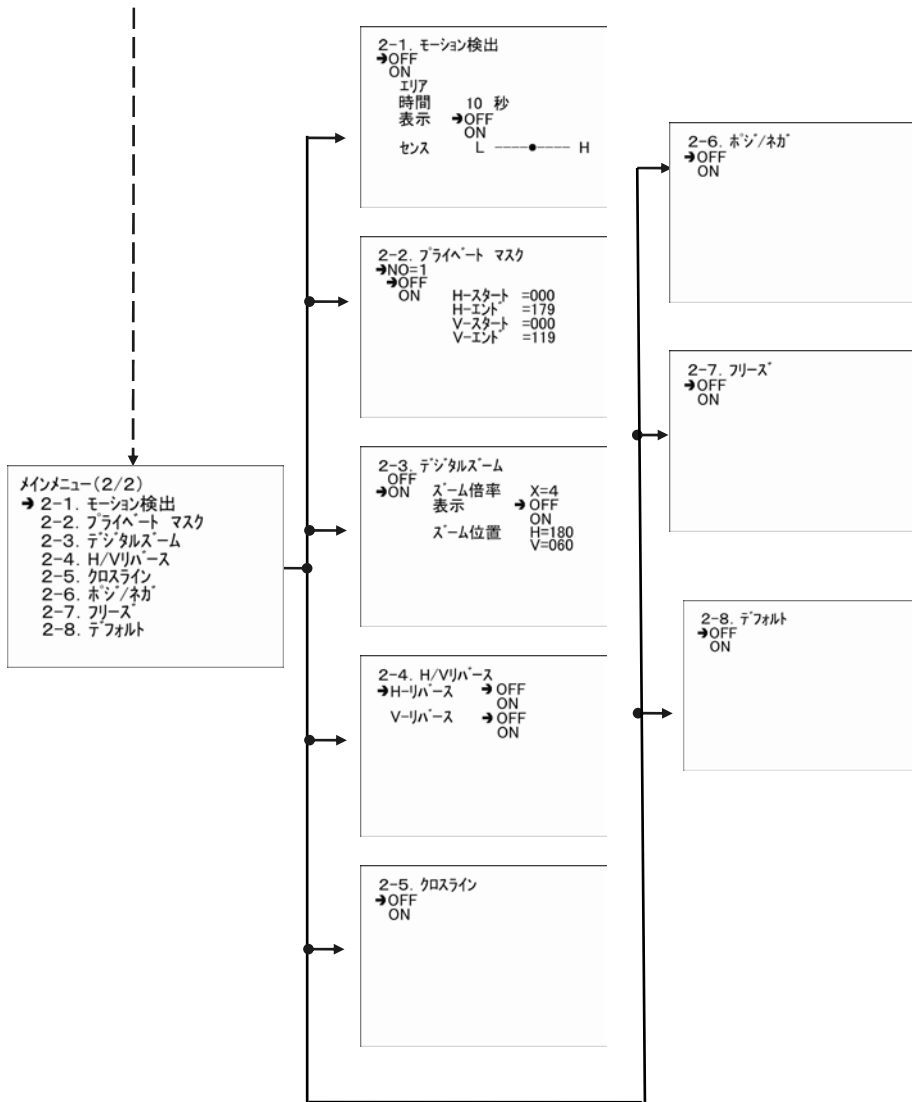 メインメニュー(2/2)
➔ 2-1. モーション検出
2-2. プライベート マスク
2-3. デジタルズーム
2-4. H/Vリバース
2-5. クロスライン
2-6. ポジ/ネガ
2-7. フリーズ
2-8. デフォルト
2-1. モーション検出
➔OFF
ON
エリア
時間 10 秒
表示 ➔OFF
ON
センス L ----●---- H
2-2. プライベート マスク
➔NO=1
➔OFF
ON H-スタート =000
H-エンド =179
V-スタート =000
V-エンド =119
2-3. デジタルズーム
OFF
➔ON ズーム倍率 X=4
表示 ➔OFF
ON
ズーム位置 H=180
V=060
2-4. H/Vリバース
➔H-リバース ➔OFF
ON
V-リバース ➔OFF
ON
2-5. クロスライン
➔OFF
ON
2-6. ポジ/ネガ
➔OFF
ON
2-7. フリーズ
➔OFF
ON
2-8. デフォルト
➔OFF
ON